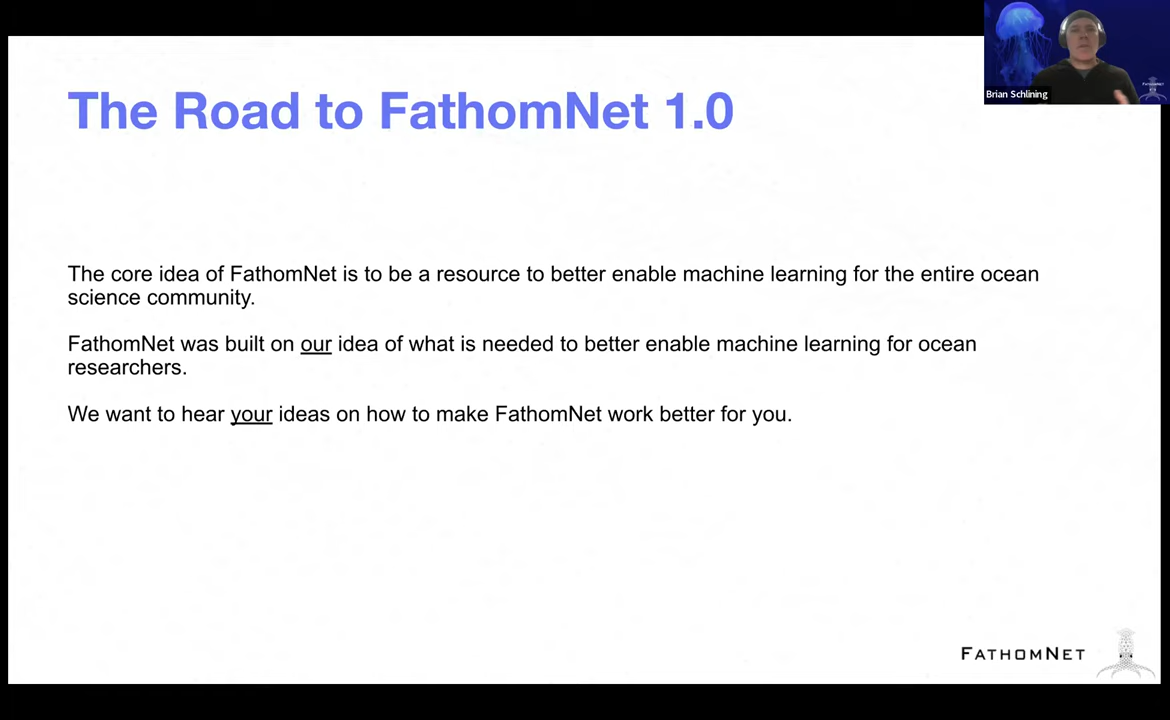 Brian Schlining
The Road to FathomNet 1.0
The core idea of FathomNet is to be a resource to better enable machine learning for the entire ocean
science community.
FathomNet was built on our idea of what is needed to better enable machine learning for ocean
researchers.
We want to hear your ideas on how to make FathomNet work better for you.
FATHOMNET